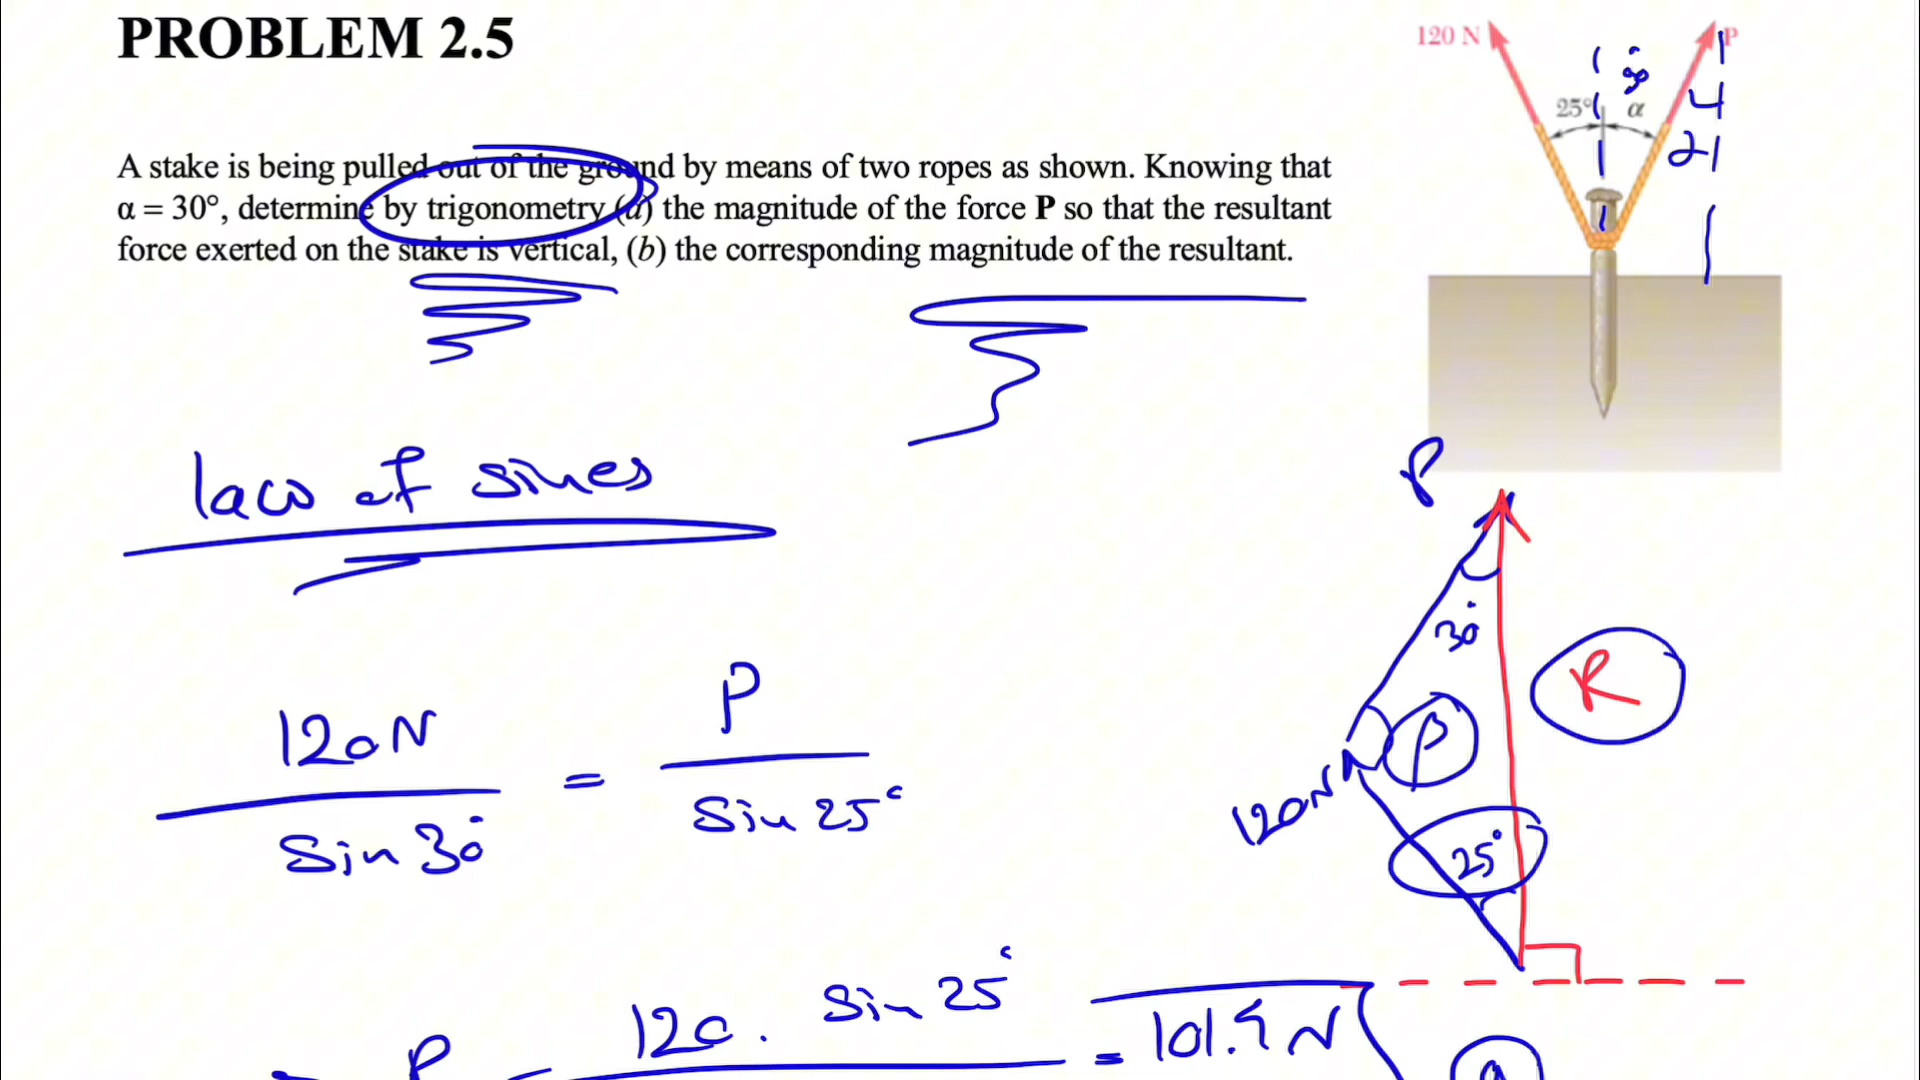 PROBLEM 2.5
120 N
P
25°
α
30°
A stake is being pulled out of the ground by means of two ropes as shown. Knowing that
α = 30°, determine by trigonometry (a) the magnitude of the force P so that the resultant
force exerted on the stake is vertical, (b) the corresponding magnitude of the resultant.
law of sines
P
30°
R
β
120N
25°
120N / sin 30° = P / sin 25°
P = 120 . sin 25° = 101.4 N
a